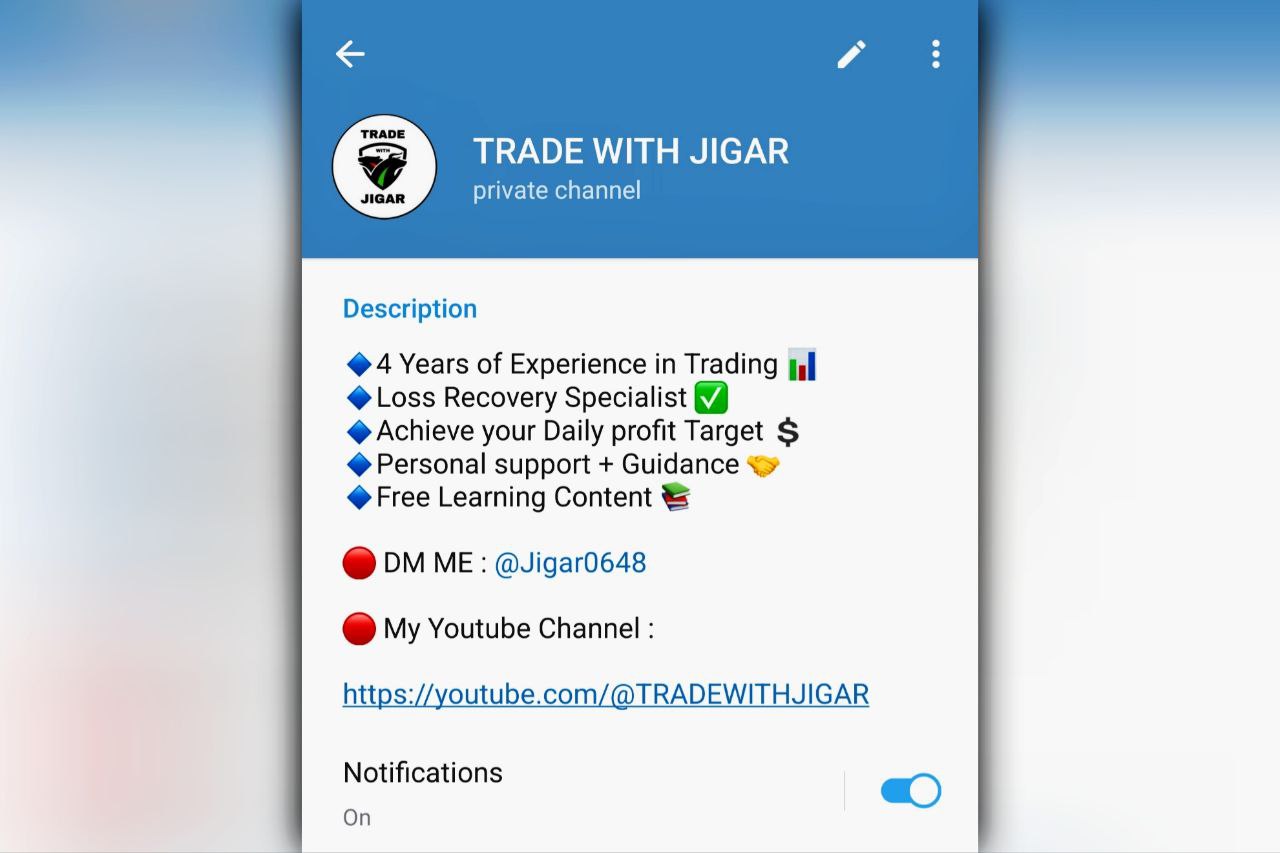 TRADE
WITH
JIGAR
TRADE WITH JIGAR
private channel
Description
🔷4 Years of Experience in Trading 📊
🔷Loss Recovery Specialist ✅
🔷Achieve your Daily profit Target 💲
🔷Personal support + Guidance 🤝
🔷Free Learning Content 📚
🔴 DM ME : @Jigar0648
🔴 My Youtube Channel :
https://youtube.com/@TRADEWITHJIGAR
Notifications
On